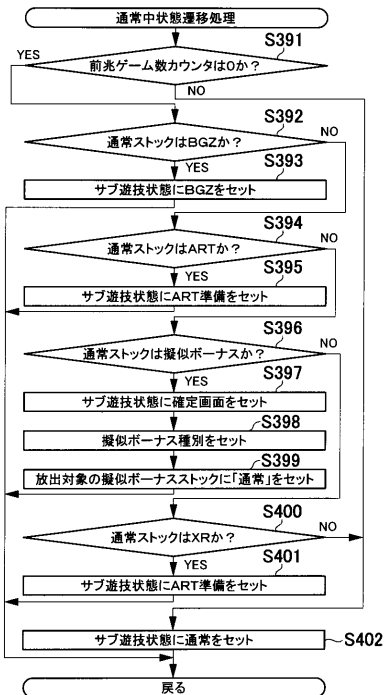 通常中状態遷移処理
S391
前兆ゲーム数カウンタは0か？
YES
NO
S392
通常ストックはBGZか？
NO
YES
S393
サブ遊技状態にBGZをセット
S394
通常ストックはARTか？
YES
NO
S395
サブ遊技状態にART準備をセット
S396
通常ストックは擬似ボーナスか？
NO
YES
S397
サブ遊技状態に確定画面をセット
S398
擬似ボーナス種別をセット
S399
放出対象の擬似ボーナスストックに「通常」をセット
S400
通常ストックはXRか？
NO
YES
S401
サブ遊技状態にART準備をセット
サブ遊技状態に通常をセット
S402
戻る